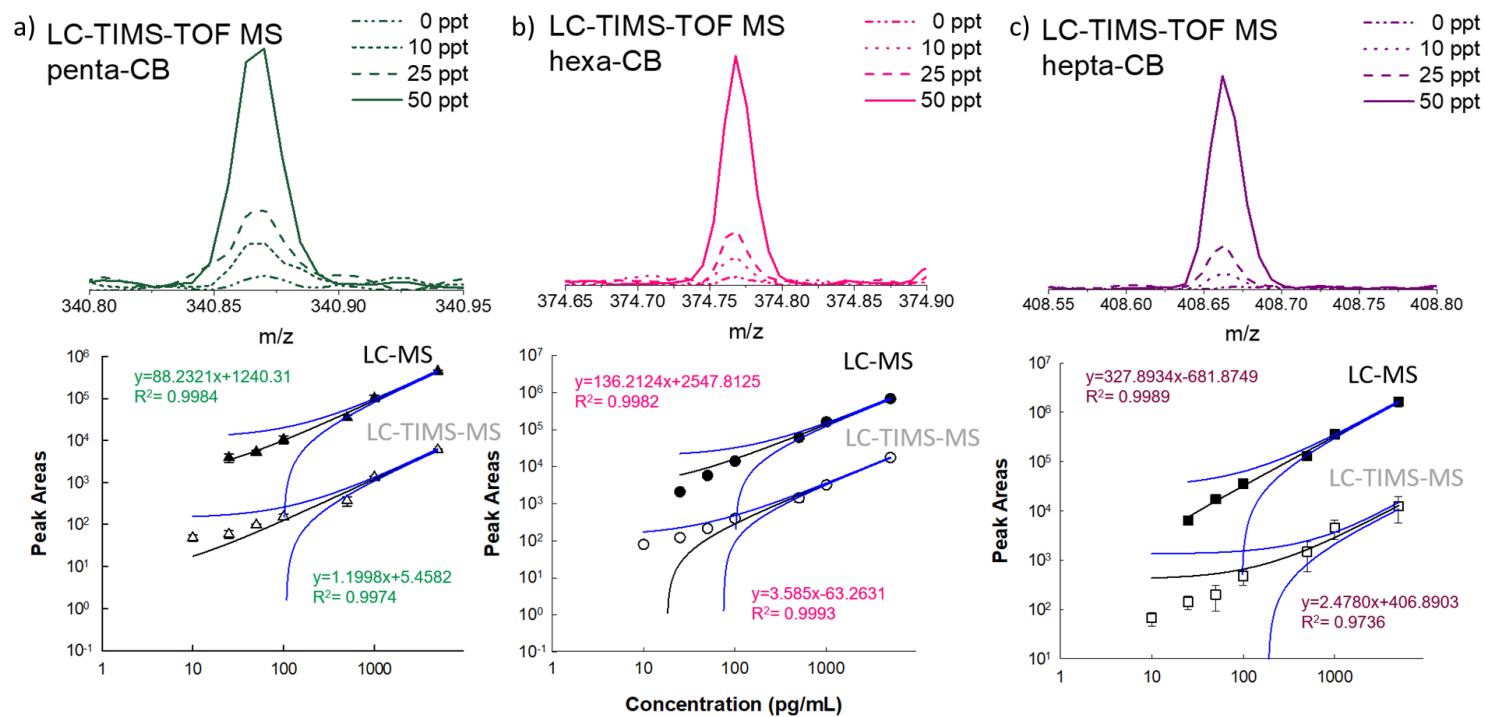 a) LC-TIMS-TOF MS
penta-CB
0 ppt
10 ppt
25 ppt
50 ppt
340.80 340.85 340.90 340.95
m/z
b) LC-TIMS-TOF MS
hexa-CB
0 ppt
10 ppt
25 ppt
50 ppt
374.65 374.70 374.75 374.80 374.85 374.90
m/z
c) LC-TIMS-TOF MS
hepta-CB
0 ppt
10 ppt
25 ppt
50 ppt
408.55 408.60 408.65 408.70 408.75 408.80
m/z
LC-MS
y=88.2321x+1240.31
R²= 0.9984
LC-TIMS-MS
y=1.1998x+5.4582
R²= 0.9974
Peak Areas
10⁶
10⁵
10⁴
10³
10²
10¹
10⁰
10⁻¹
1 10 100 1000
LC-MS
y=136.2124x+2547.8125
R²= 0.9982
LC-TIMS-MS
y=3.585x-63.2631
R²= 0.9993
Peak Areas
10⁷
10⁶
10⁵
10⁴
10³
10²
10¹
10⁰
10⁻¹
1 10 100 1000
Concentration (pg/mL)
LC-MS
y=327.8934x-681.8749
R²= 0.9989
LC-TIMS-MS
y=2.4780x+406.8903
R²= 0.9736
Peak Areas
10⁷
10⁶
10⁵
10⁴
10³
10²
10¹
1 10 100 1000